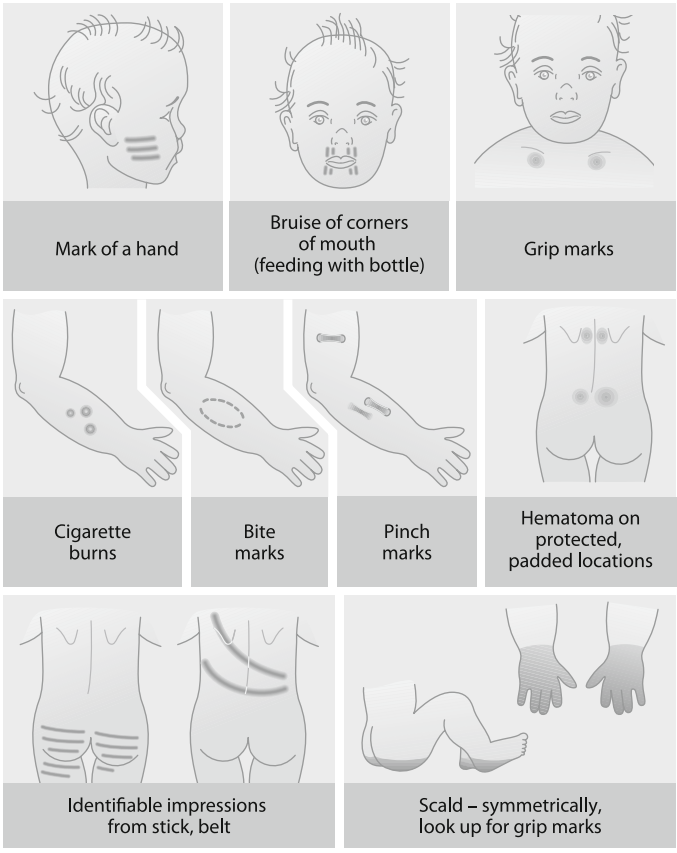 Mark of a hand
Bruise of corners
of mouth
(feeding with bottle)
Grip marks
Cigarette
burns
Bite
marks
Pinch
marks
Hematoma on
protected,
padded locations
Identifiable impressions
from stick, belt
Scald – symmetrically,
look up for grip marks